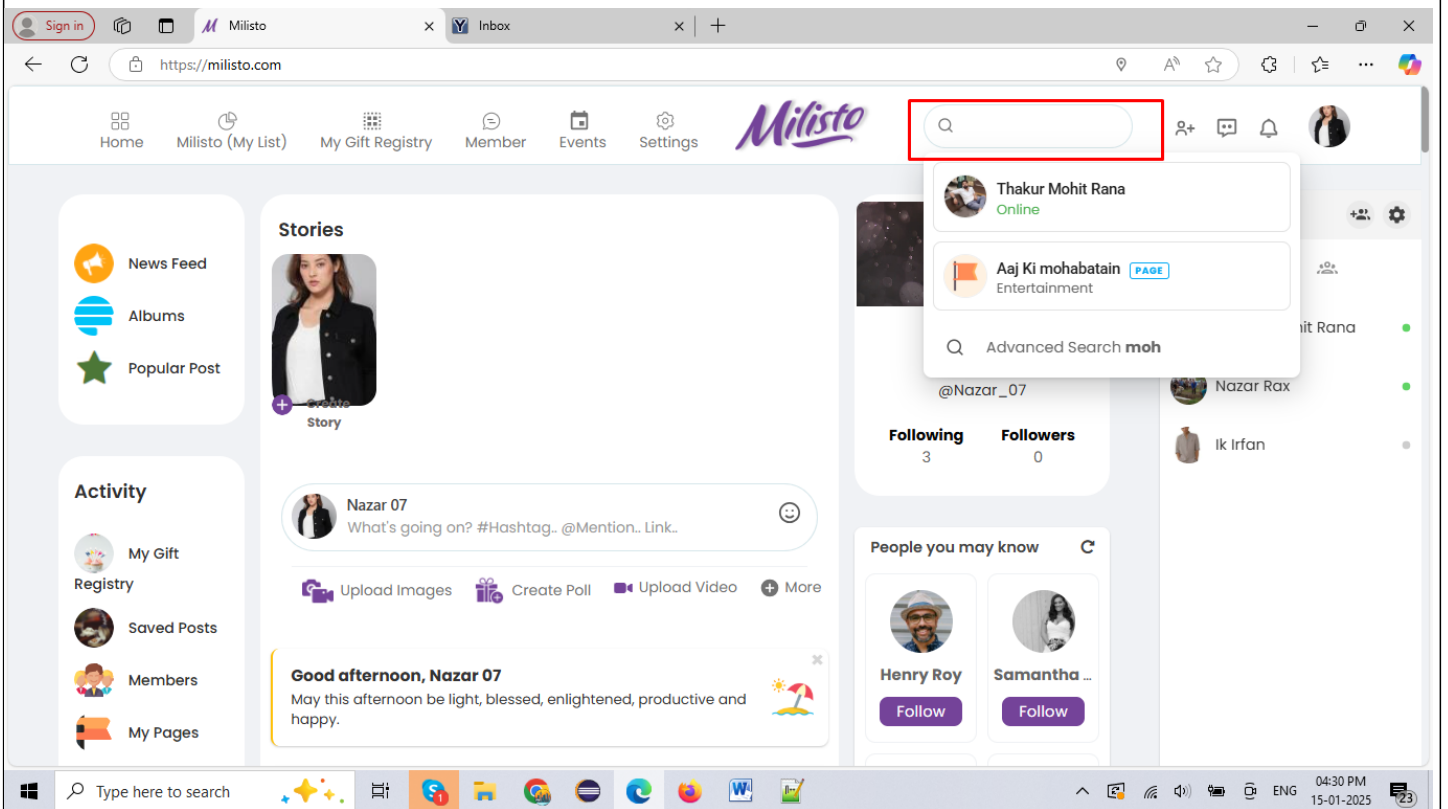 Sign in
Milisto
Inbox
https://milisto.com
Home
Milisto (My List)
My Gift Registry
Member
Events
Settings
Milisto
Thakur Mohit Rana
Online
Aaj Ki mohabatain PAGE
Entertainment
Advanced Search moh
News Feed
Albums
Popular Post
Stories
Create
Story
@Nazar_07
Following Followers
3 0
hit Rana
Nazar Rax
Ik Irfan
Activity
My Gift
Registry
Saved Posts
Members
My Pages
Nazar 07
What's going on? #Hashtag.. @Mention.. Link..
Upload Images
Create Poll
Upload Video
More
Good afternoon, Nazar 07
May this afternoon be light, blessed, enlightened, productive and
happy.
People you may know
Henry Roy
Samantha ..
Follow
Follow
Type here to search
ENG
04:30 PM
15-01-2025
23